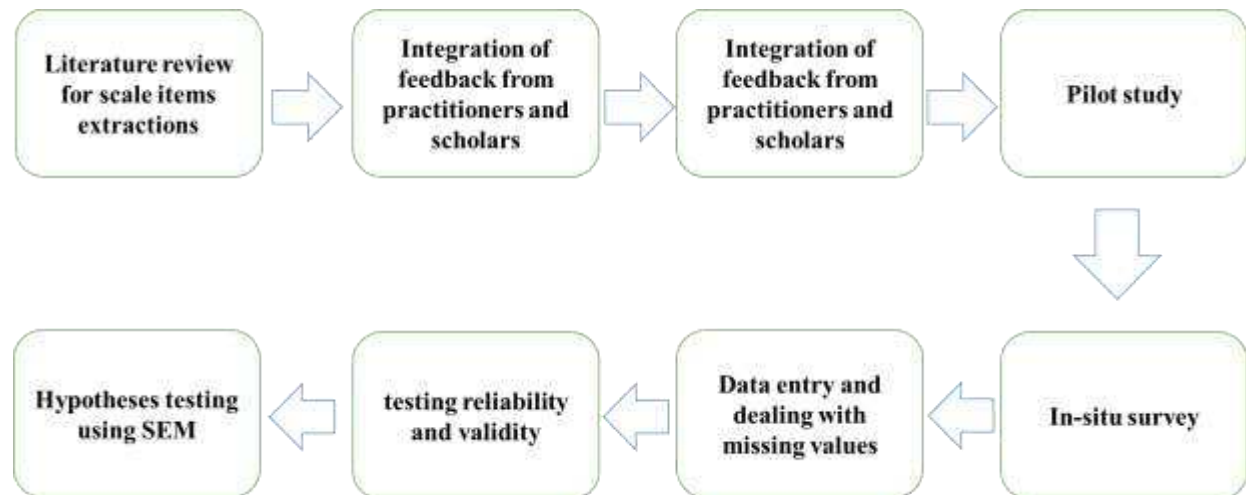 Literature review
for scale items
extractions
Integration of
feedback from
practitioners and
scholars
Integration of
feedback from
practitioners and
scholars
Pilot study
In-situ survey
Data entry and
dealing with
missing values
testing reliability
and validity
Hypotheses testing
using SEM